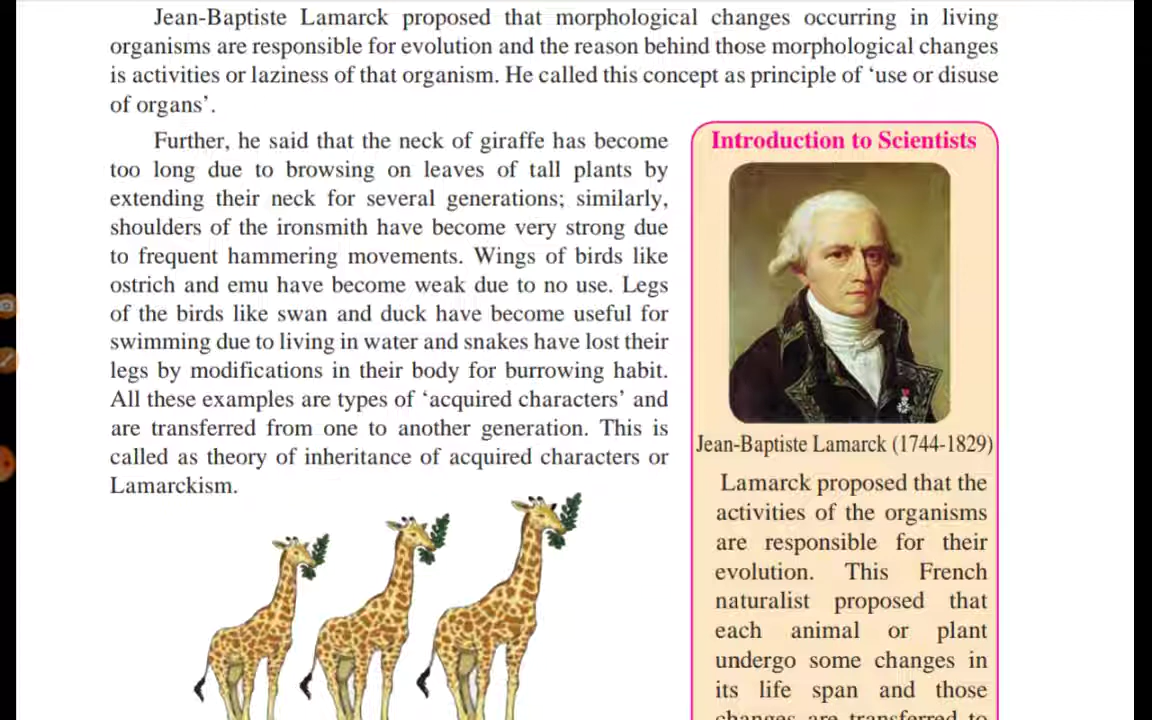 Jean-Baptiste Lamarck proposed that morphological changes occurring in living
organisms are responsible for evolution and the reason behind those morphological changes
is activities or laziness of that organism. He called this concept as principle of ‘use or disuse
of organs’.
Further, he said that the neck of giraffe has become
too long due to browsing on leaves of tall plants by
extending their neck for several generations; similarly,
shoulders of the ironsmith have become very strong due
to frequent hammering movements. Wings of birds like
ostrich and emu have become weak due to no use. Legs
of the birds like swan and duck have become useful for
swimming due to living in water and snakes have lost their
legs by modifications in their body for burrowing habit.
All these examples are types of ‘acquired characters’ and
are transferred from one to another generation. This is
called as theory of inheritance of acquired characters or
Lamarckism.
Introduction to Scientists
Jean-Baptiste Lamarck (1744-1829)
Lamarck proposed that the
activities of the organisms
are responsible for their
evolution. This French
naturalist proposed that
each animal or plant
undergo some changes in
its life span and those
changes are transferred to